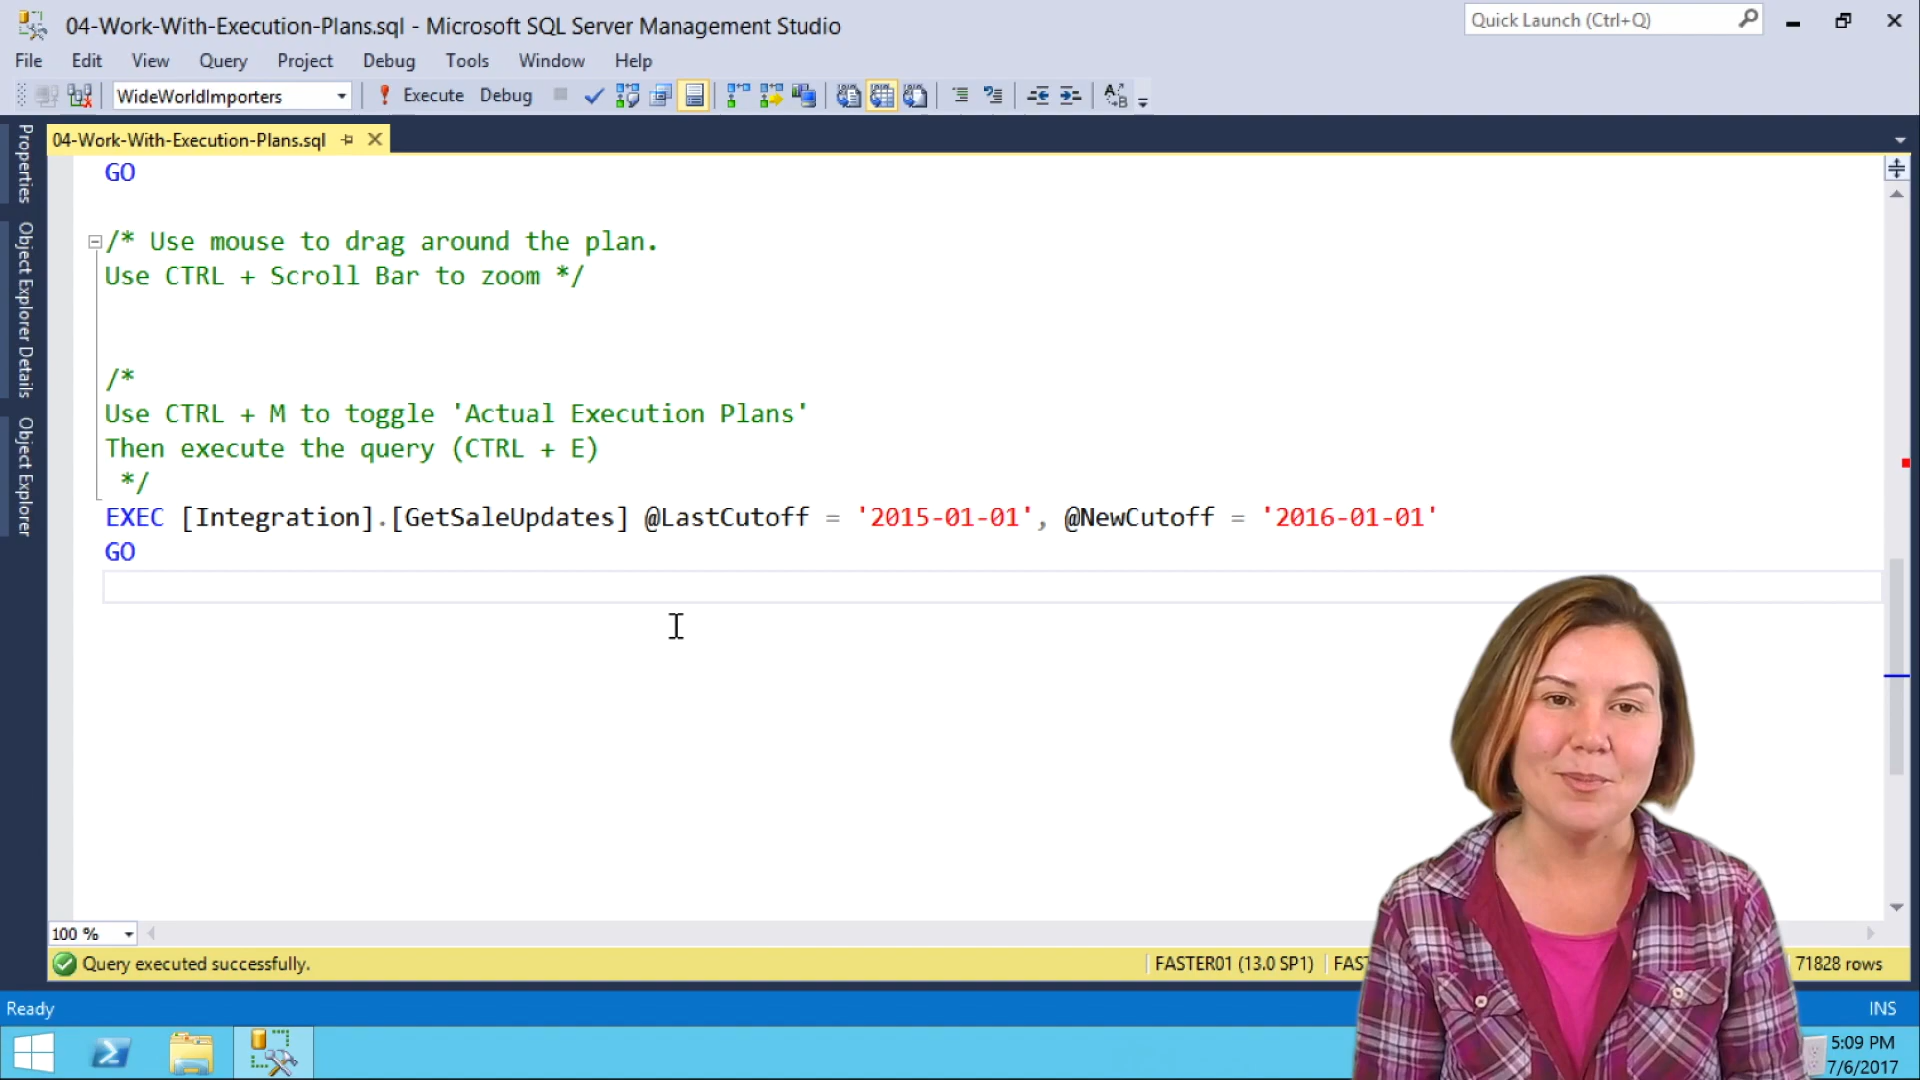 04-Work-With-Execution-Plans.sql - Microsoft SQL Server Management Studio
Quick Launch (Ctrl+Q)
File Edit View Query Project Debug Tools Window Help
WideWorldImporters
Execute Debug
04-Work-With-Execution-Plans.sql
Properties
Object Explorer Details
Object Explorer
GO
/* Use mouse to drag around the plan.
Use CTRL + Scroll Bar to zoom */
/*
Use CTRL + M to toggle 'Actual Execution Plans'
Then execute the query (CTRL + E)
*/
EXEC [Integration].[GetSaleUpdates] @LastCutoff = '2015-01-01', @NewCutoff = '2016-01-01'
GO
100 %
Query executed successfully.
FASTER01 (13.0 SP1)
FAS
71828 rows
Ready
INS
5:09 PM
7/6/2017